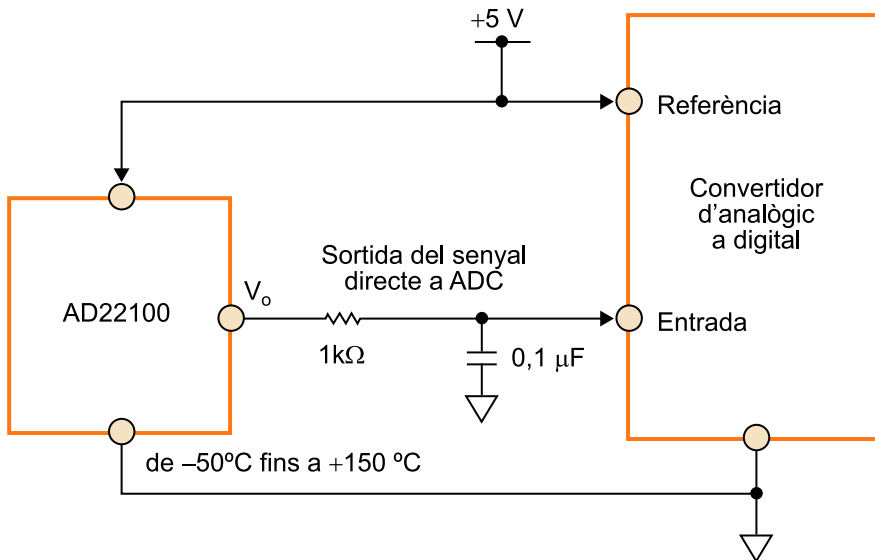 +5 V
Referència
Convertidor
d’analògic
a digital
Sortida del senyal
directe a ADC
V₀
AD22100
1kΩ
0,1 μF
Entrada
de –50ºC fins a +150 ºC